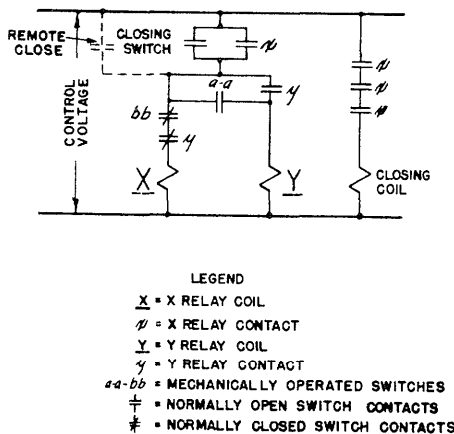 REMOTE
CLOSE
CLOSING
SWITCH
x
CONTROL
VOLTAGE
a-a
y
bb
y
X
Y
x
x
x
CLOSING
COIL
LEGEND
X = X RELAY COIL
x = X RELAY CONTACT
Y = Y RELAY COIL
y = Y RELAY CONTACT
a-a-bb = MECHANICALLY OPERATED SWITCHES
= NORMALLY OPEN SWITCH CONTACTS
= NORMALLY CLOSED SWITCH CONTACTS